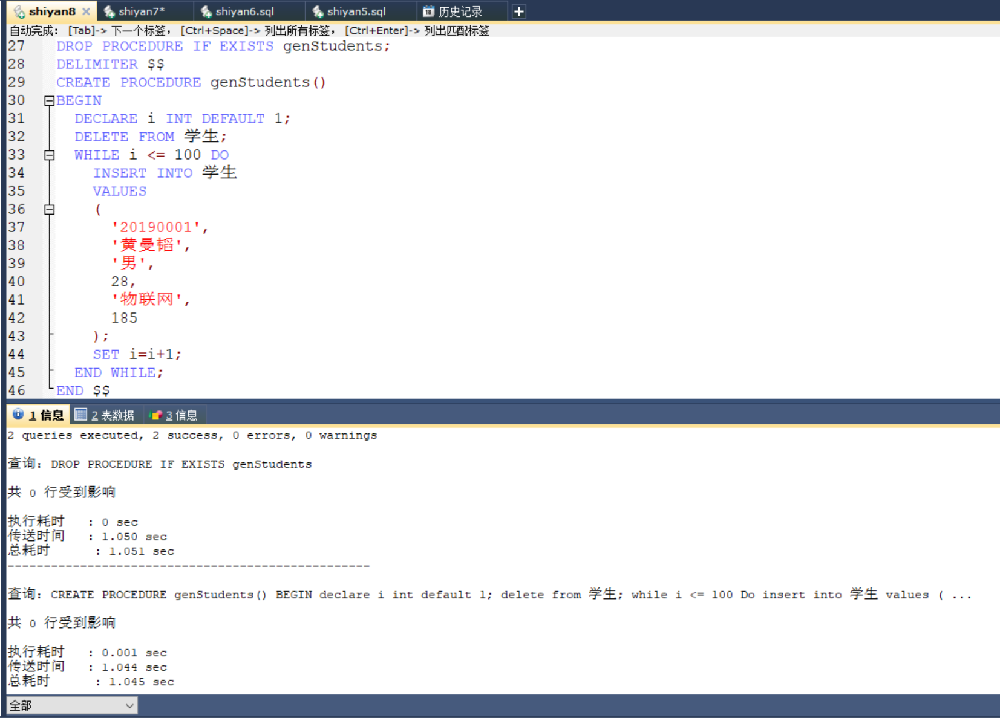 shiyan8 shiyan7* shiyan6.sql shiyan5.sql 18 历史记录
自动完成: [Tab]-> 下一个标签, [Ctrl+Space]-> 列出所有标签, [Ctrl+Enter]-> 列出匹配标签
27 DROP PROCEDURE IF EXISTS genStudents;
28 DELIMITER $$
29 CREATE PROCEDURE genStudents()
30 BEGIN
31 DECLARE i INT DEFAULT 1;
32 DELETE FROM 学生;
33 WHILE i <= 100 DO
34 INSERT INTO 学生
35 VALUES
36 (
37 '20190001',
38 '黄曼韬',
39 '男',
40 28,
41 '物联网',
42 185
43 );
44 SET i=i+1;
45 END WHILE;
46 END $$
1 信息 2 表数据 3 信息
2 queries executed, 2 success, 0 errors, 0 warnings
查询: DROP PROCEDURE IF EXISTS genStudents
共 0 行受到影响
执行耗时 : 0 sec
传送时间 : 1.050 sec
总耗时 : 1.051 sec
--------------------------------------------------
查询: CREATE PROCEDURE genStudents() BEGIN declare i int default 1; delete from 学生; while i <= 100 Do insert into 学生 values ( ...
共 0 行受到影响
执行耗时 : 0.001 sec
传送时间 : 1.044 sec
总耗时 : 1.045 sec
全部